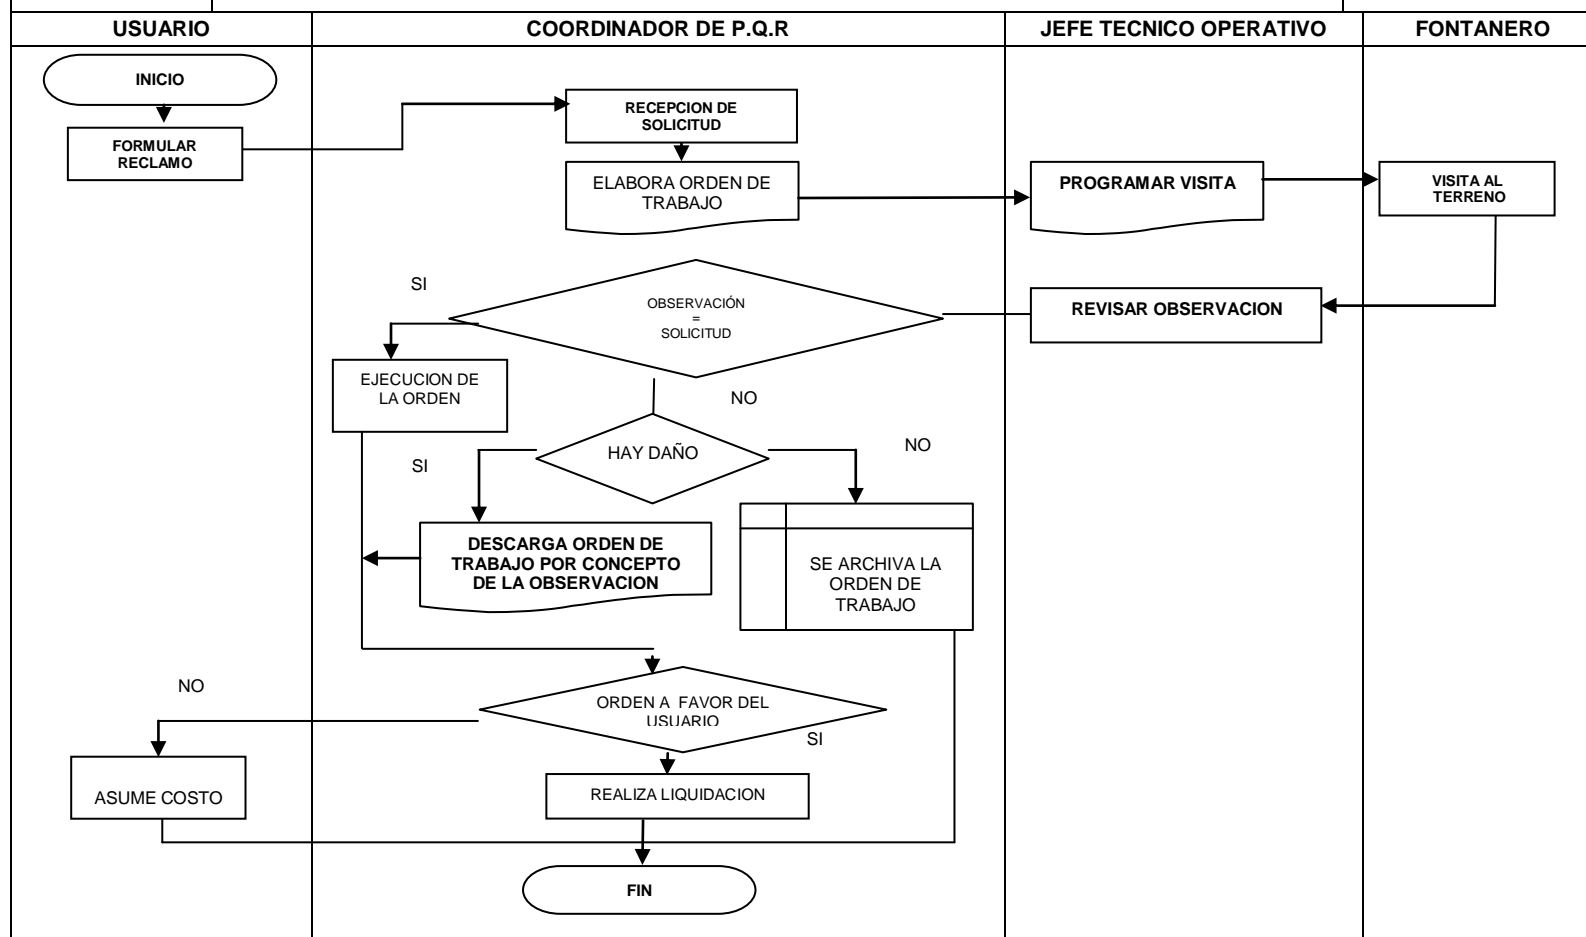 USUARIO
COORDINADOR DE P.Q.R
JEFE TECNICO OPERATIVO
FONTANERO
INICIO
FORMULAR
RECLAMO
RECEPCION DE
SOLICITUD
ELABORA ORDEN DE
TRABAJO
PROGRAMAR VISITA
VISITA AL
TERRENO
SI
OBSERVACIÓN
=
SOLICITUD
REVISAR OBSERVACION
EJECUCION DE
LA ORDEN
NO
HAY DAÑO
SI
NO
DESCARGA ORDEN DE
TRABAJO POR CONCEPTO
DE LA OBSERVACION
SE ARCHIVA LA
ORDEN DE
TRABAJO
NO
ORDEN A FAVOR DEL
USUARIO
SI
ASUME COSTO
REALIZA LIQUIDACION
FIN